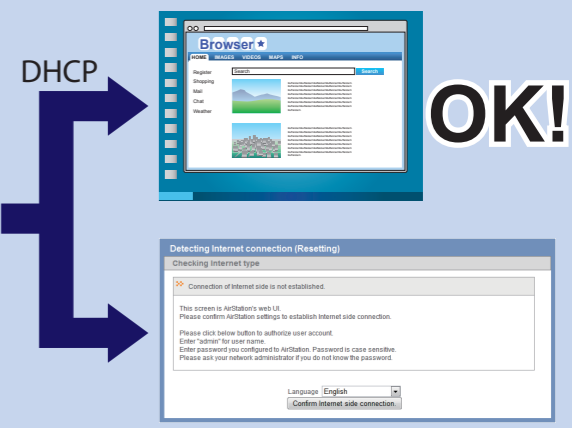 DHCP
Browser
HOME IMAGES VIDEOS MAPS INFO
Register
Search
Search
Shopping
Mail
Chat
Weather
OK!
Detecting Internet connection (Resetting)
Checking Internet type
Connection of Internet side is not established.
This screen is AirStation's web UI.
Please confirm AirStation settings to establish Internet side connection.
Please click below button to authorize user account.
Enter "admin" for user name.
Enter password you configured to AirStation. Password is case sensitive.
Please ask your network administrator if you do not know the password.
Language English
Confirm Internet side connection.